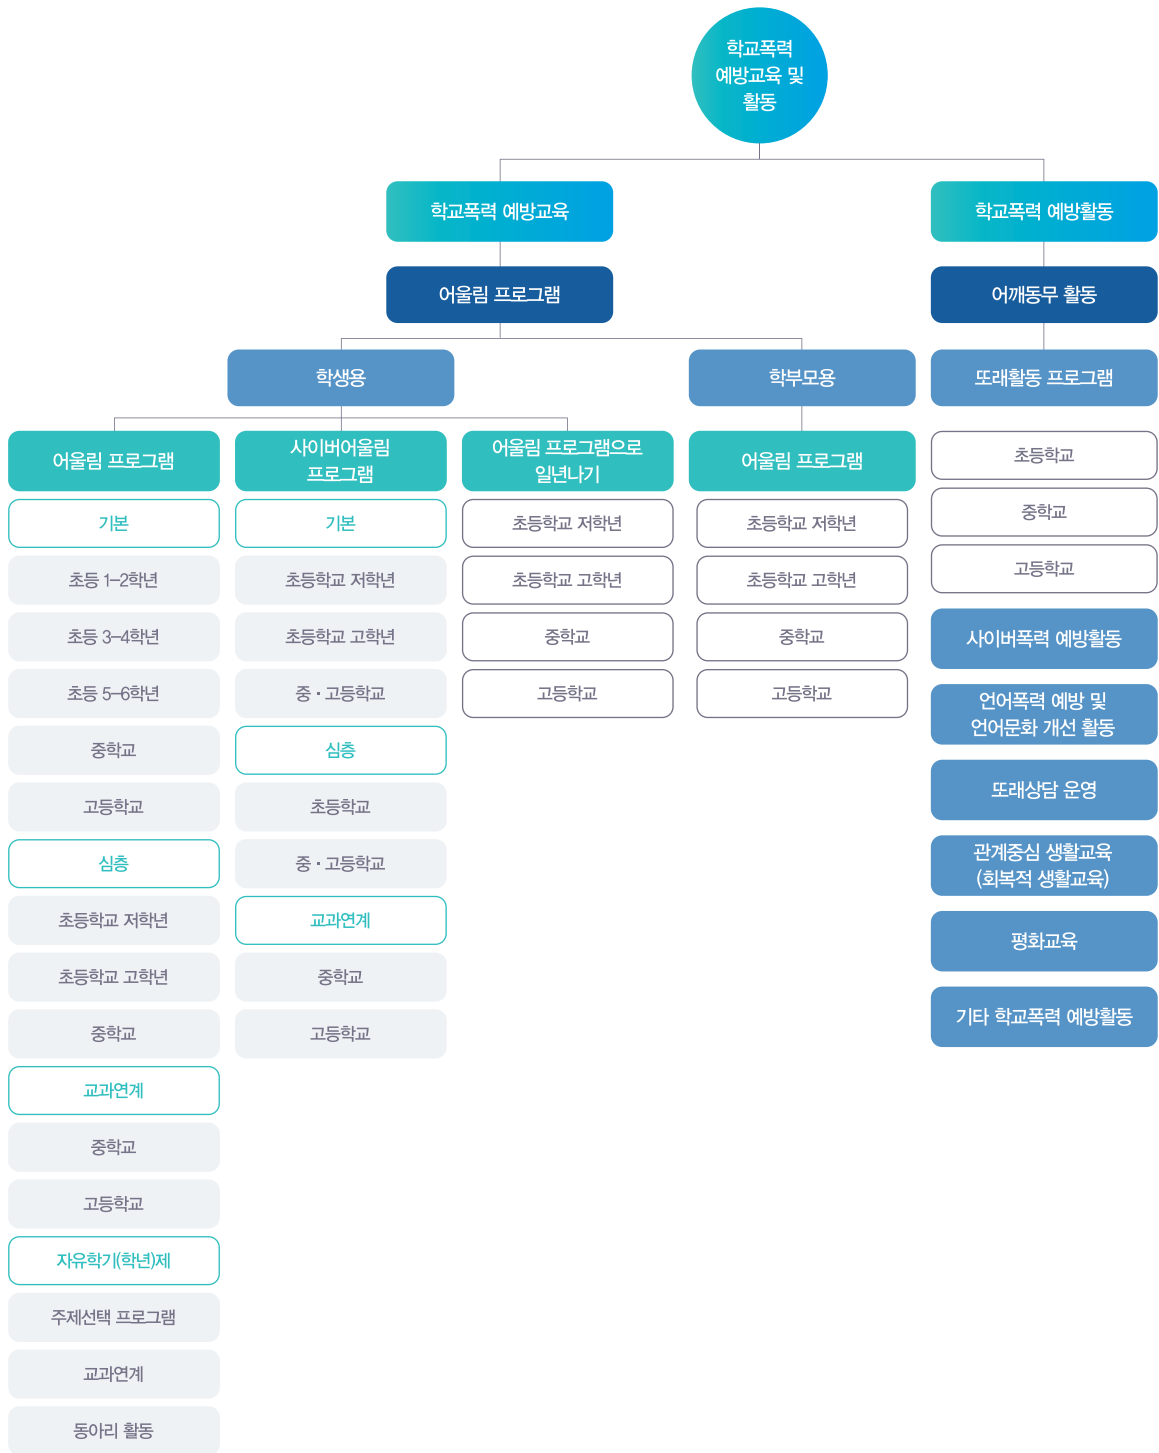 학교폭력
예방교육 및
활동
학교폭력 예방교육
학교폭력 예방활동
어울림 프로그램
어깨동무 활동
학생용
학부모용
또래활동 프로그램
어울림 프로그램
기본
초등 1–2학년
초등 3–4학년
초등 5–6학년
중학교
고등학교
심층
초등학교 저학년
초등학교 고학년
중학교
교과연계
중학교
고등학교
자유학기(학년)제
주제선택 프로그램
교과연계
동아리 활동
사이버어울림
프로그램
기본
초등학교 저학년
초등학교 고학년
중・고등학교
심층
초등학교
중・고등학교
교과연계
중학교
고등학교
어울림 프로그램으로
일년나기
초등학교 저학년
초등학교 고학년
중학교
고등학교
어울림 프로그램
초등학교 저학년
초등학교 고학년
중학교
고등학교
초등학교
중학교
고등학교
사이버폭력 예방활동
언어폭력 예방 및
언어문화 개선 활동
또래상담 운영
관계중심 생활교육
(회복적 생활교육)
평화교육
기타 학교폭력 예방활동